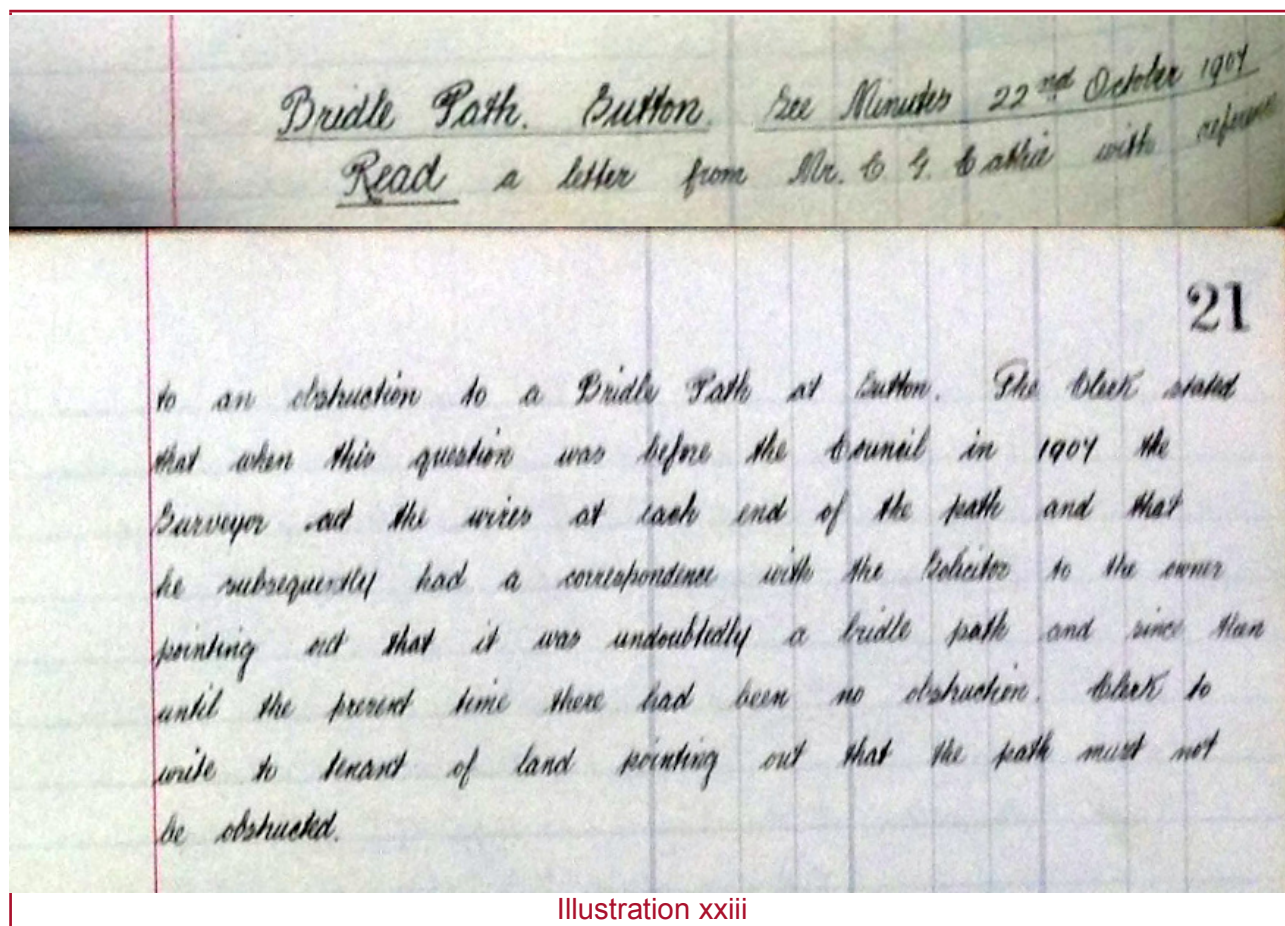 Bridle Path. Sutton. See Minutes 22nd October 1907
Read a letter from Mr. C. G. Cattie with reference
21
to an obstruction to a Bridle Path at Sutton. The Clerk stated
that when this question was before the Council in 1907 the
Surveyor cut the wires at each end of the path and that
he subsequently had a correspondence with the Solicitor to the owner
pointing out that it was undoubtedly a bridle path and since then
until the present time there had been no obstruction. Clerk to
write to tenant of land pointing out that the path must not
be obstructed.
Illustration xxiii